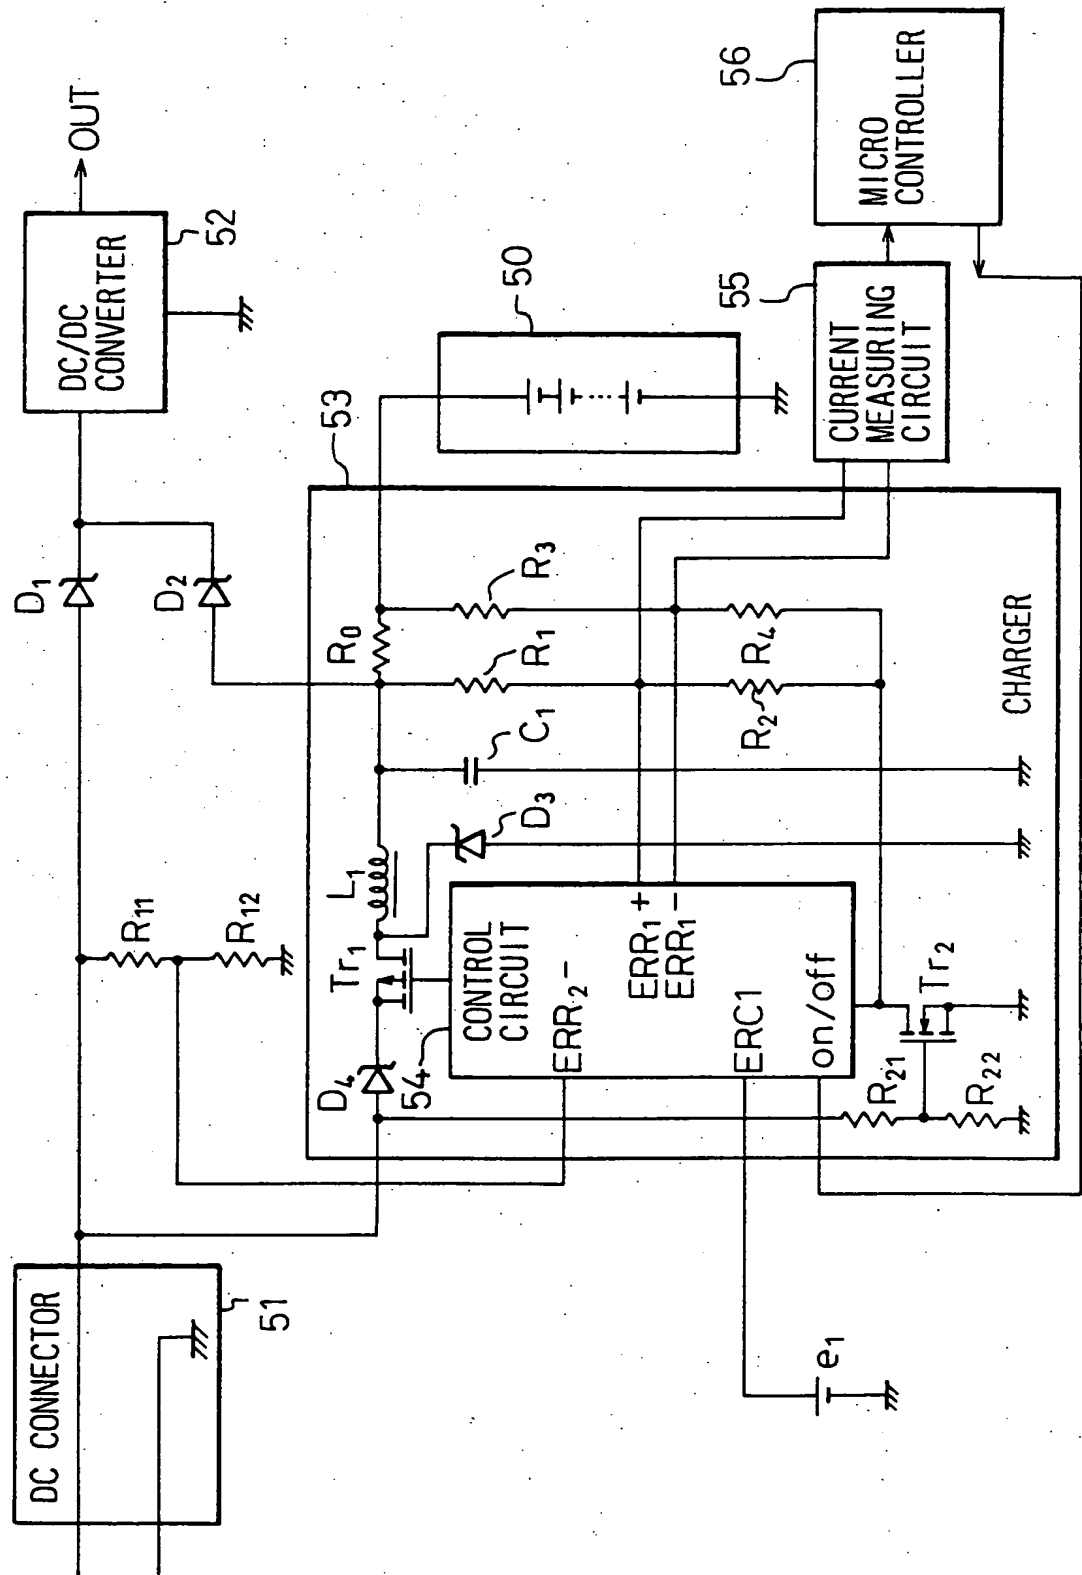 DC CONNECTOR
51
DC/DC
CONVERTER
52
OUT
D₁
D₂
R₁₁
R₁₂
53
50
D₄
Tr₁
L₁
R₀
54
CONTROL
CIRCUIT
ERR₂ -
ERR₁ +
ERR₁ -
ERC1
on/off
D₃
C₁
R₁
R₃
R₂
R₄
R₂₁
R₂₂
Tr₂
CHARGER
e₁
55
CURRENT
MEASURING
CIRCUIT
56
MICRO
CONTROLLER